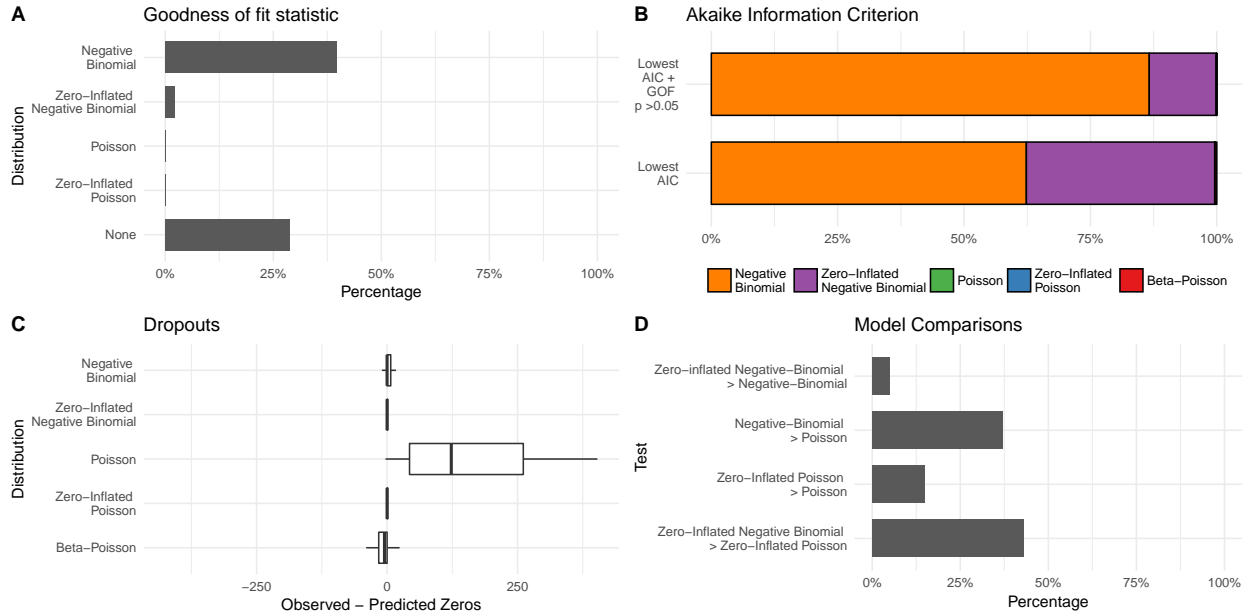 A
Goodness of fit statistic
Distribution
Negative
Binomial
Zero−Inflated
Negative Binomial
Poisson
Zero−Inflated
Poisson
None
0%
25%
50%
75%
100%
Percentage
B
Akaike Information Criterion
Lowest
AIC +
GOF
p >0.05
Lowest
AIC
0%
25%
50%
75%
100%
Negative
Binomial
Zero−Inflated
Negative Binomial
Poisson
Zero−Inflated
Poisson
Beta−Poisson
C
Dropouts
Distribution
Negative
Binomial
Zero−Inflated
Negative Binomial
Poisson
Zero−Inflated
Poisson
Beta−Poisson
−250
0
250
Observed − Predicted Zeros
D
Model Comparisons
Test
Zero−inflated Negative−Binomial
> Negative−Binomial
Negative−Binomial
> Poisson
Zero−Inflated Poisson
> Poisson
Zero−Inflated Negative Binomial
> Zero−Inflated Poisson
0%
25%
50%
75%
100%
Percentage